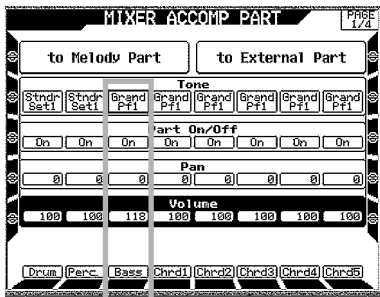 MIXER ACCOMP PART PAGE 1/4
to Melody Part to External Part
Tone
Stndr Stndr Grand Grand Grand Grand Grand Grand
Set1 Set1 Pf1 Pf1 Pf1 Pf1 Pf1 Pf1
Part On/Off
On On On On On On On On
Pan
0 0 0 0 0 0 0 0
Volume
100 100 118 100 100 100 100 100
Drum Perc. Bass Chrd1 Chrd2 Chrd3 Chrd4 Chrd5